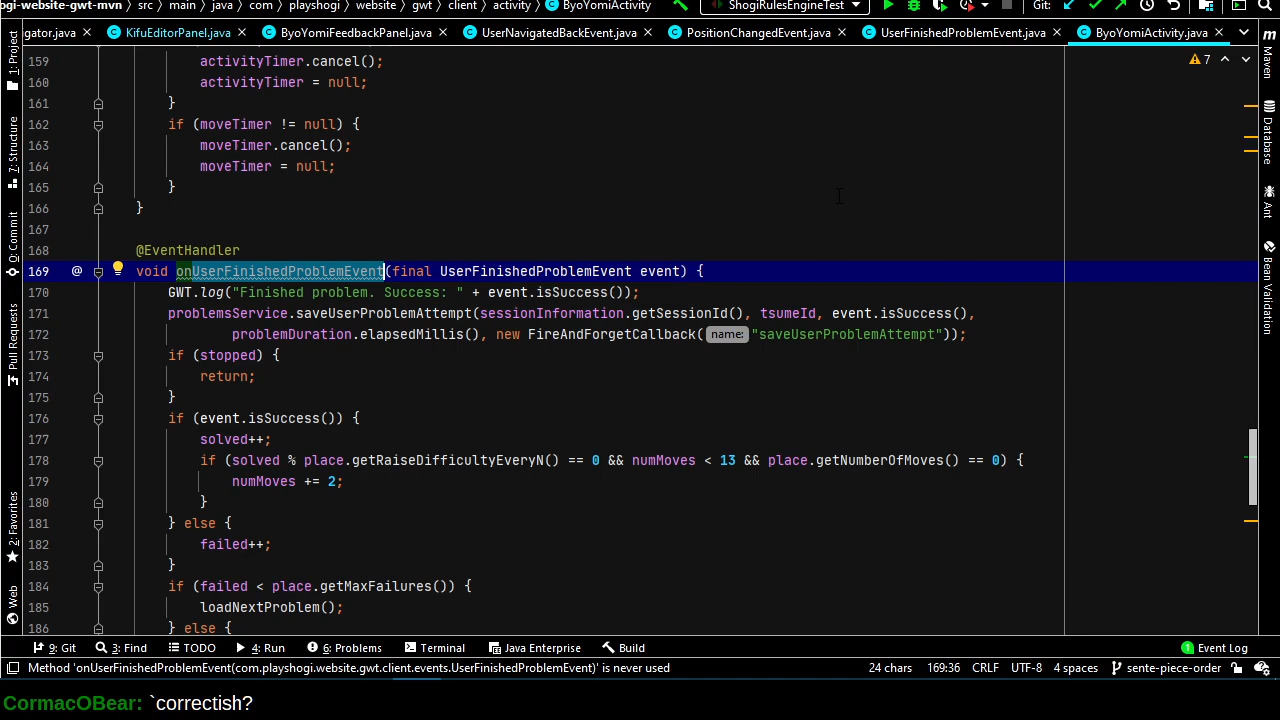 ogi-website-gwt-mvn › src › main › java › com › playshogi › website › gwt › client › activity › ByoYomiActivity ShogiRulesEngineTest Git:
gator.java KifuEditorPanel.java ByoYomiFeedbackPanel.java UserNavigatedBackEvent.java PositionChangedEvent.java UserFinishedProblemEvent.java ByoYomiActivity.java
159 activityTimer.cancel();
7
160 activityTimer = null;
161 }
162 if (moveTimer != null) {
163 moveTimer.cancel();
164 moveTimer = null;
165 }
166 }
167
168 @EventHandler
169 @ void onUserFinishedProblemEvent(final UserFinishedProblemEvent event) {
170 GWT.log("Finished problem. Success: " + event.isSuccess());
171 problemsService.saveUserProblemAttempt(sessionInformation.getSessionId(), tsumeId, event.isSuccess(),
172 problemDuration.elapsedMillis(), new FireAndForgetCallback( name: "saveUserProblemAttempt"));
173 if (stopped) {
174 return;
175 }
176 if (event.isSuccess()) {
177 solved++;
178 if (solved % place.getRaiseDifficultyEveryN() == 0 && numMoves < 13 && place.getNumberOfMoves() == 0) {
179 numMoves += 2;
180 }
181 } else {
182 failed++;
183 }
184 if (failed < place.getMaxFailures()) {
185 loadNextProblem();
186 } else {
1: Project
7: Structure
0: Commit
Pull Requests
2: Favorites
Web
m Maven
Database
Ant
Bean Validation
9: Git 3: Find TODO 4: Run 6: Problems Terminal Java Enterprise Build 1 Event Log
Method 'onUserFinishedProblemEvent(com.playshogi.website.gwt.client.events.UserFinishedProblemEvent)' is never used 24 chars 169:36 CRLF UTF-8 4 spaces sente-piece-order
CormacOBear: `correctish?